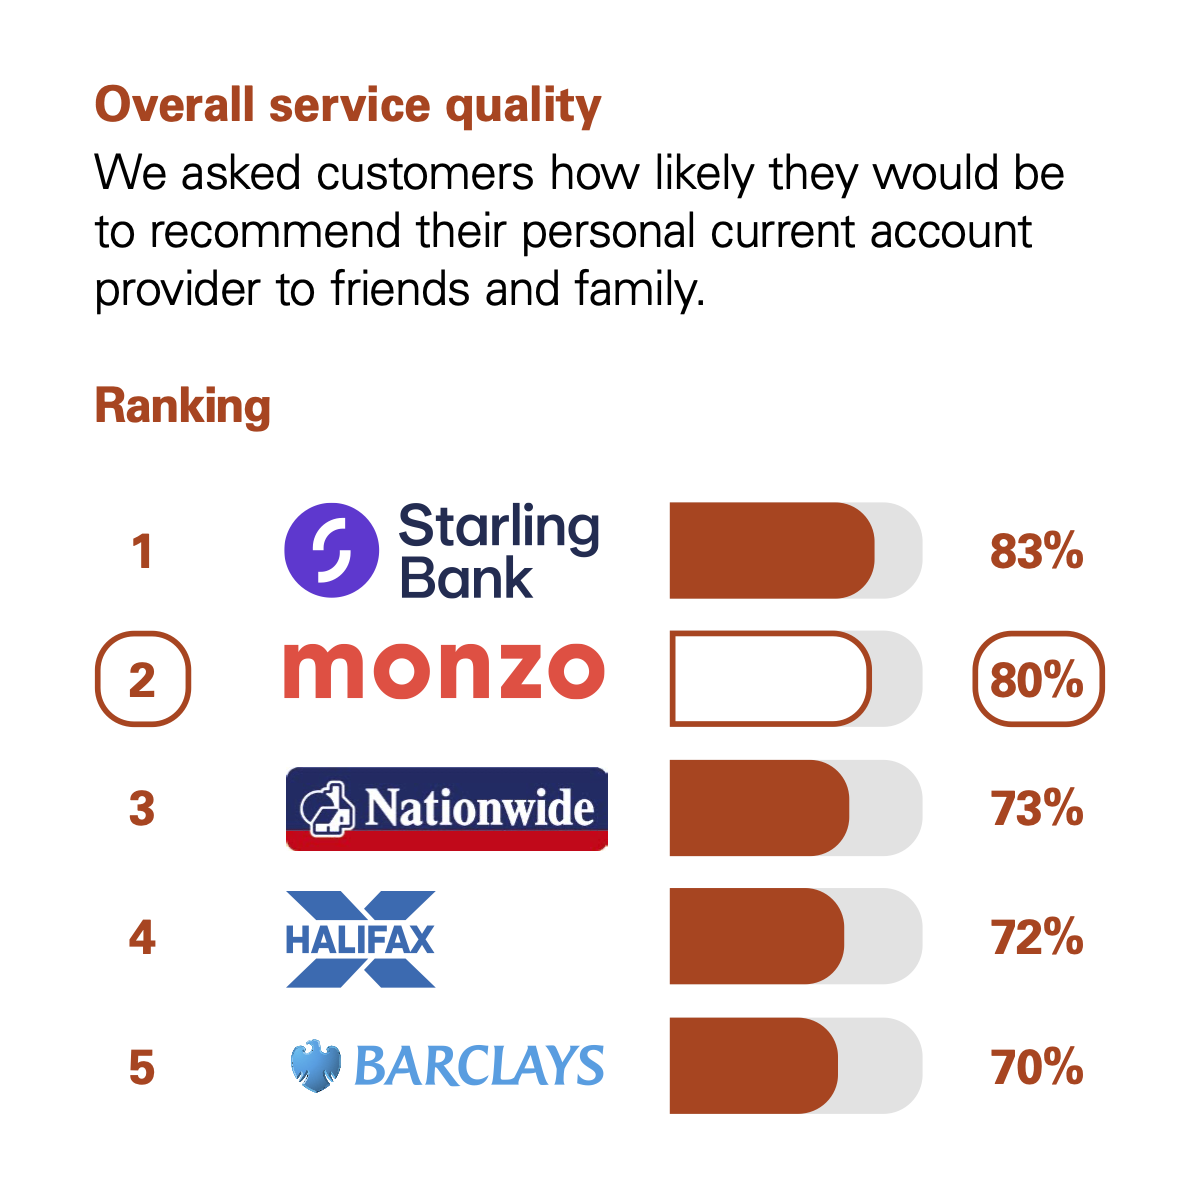 Overall service quality
We asked customers how likely they would be
to recommend their personal current account
provider to friends and family.
Ranking
1 Starling Bank 83%
2 monzo 80%
3 Nationwide 73%
4 HALIFAX 72%
5 BARCLAYS 70%